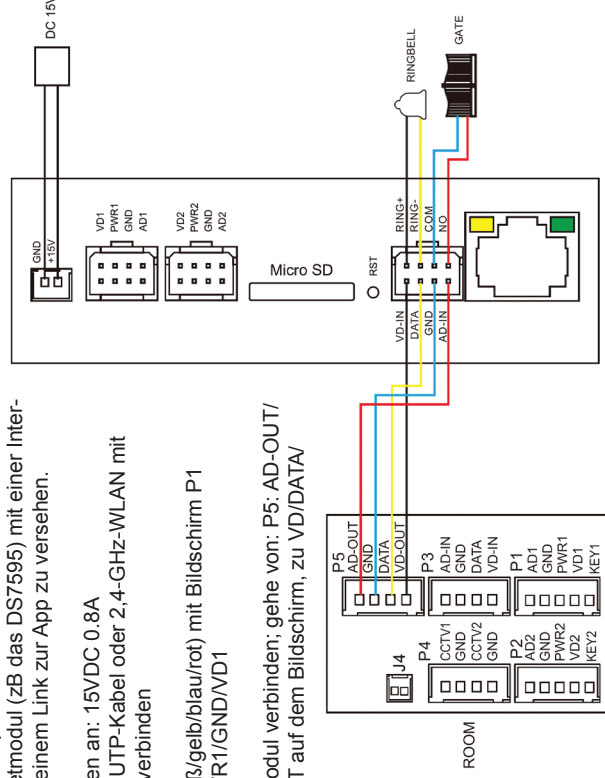 etmodul (zB das DS7595) mit einer Inter-
einem Link zur App zu versehen.
en an: 15VDC 0.8A
UTP-Kabel oder 2,4-GHz-WLAN mit
verbinden
ß/gelb/blau/rot) mit Bildschirm P1
R1/GND/VD1
odul verbinden; gehe von: P5: AD-OUT/
T auf dem Bildschirm, zu VD/DATA/
DC 15V
GND
+15V
VD1
PWR1
GND
AD1
VD2
PWR2
GND
AD2
Micro SD
RST
VD-IN
DATA
GND
AD-IN
RING+
RING-
COM
NO
RINGBELL
GATE
ROOM
J4
P5
AD-OUT
GND
DATA
VD-OUT
P4
CCTV1
GND
CCTV2
GND
P3
AD-IN
GND
DATA
VD-IN
P2
AD2
GND
PWR2
VD2
KEY2
P1
AD1
GND
PWR1
VD1
KEY1